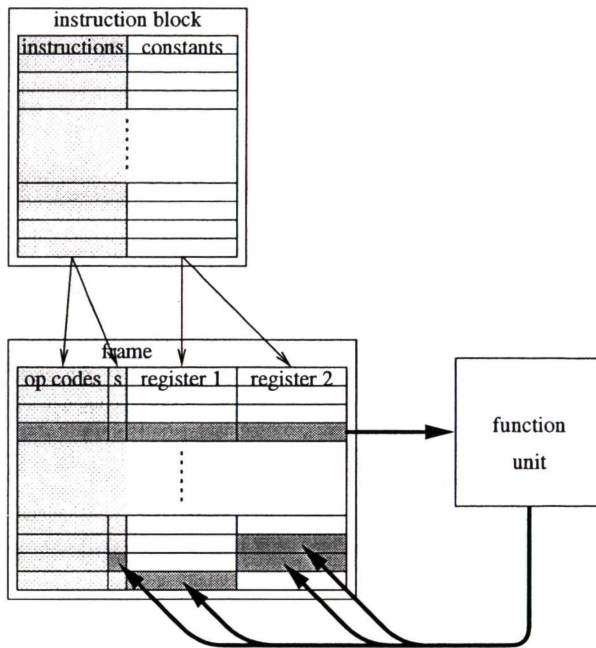 instruction block
instructions constants
frame
op codes s register 1 register 2
function
unit